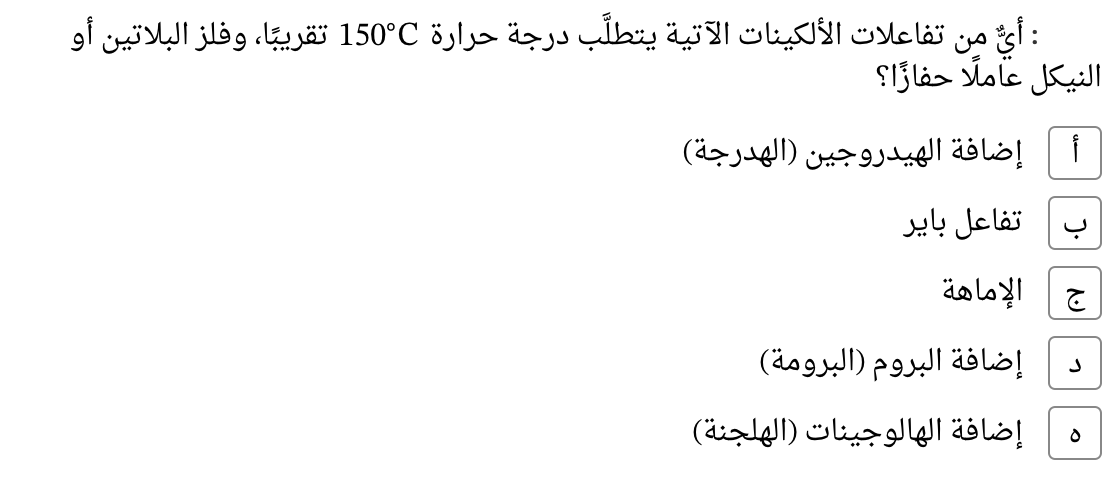 : أيٌّ من تفاعلات الألكينات الآتية يتطلَّب درجة حرارة 150°C تقريبًا، وفلز البلاتين أو
النيكل عاملًا حفازًا؟
أ إضافة الهيدروجين (الهدرجة)
ب تفاعل باير
ج الإماهة
د إضافة البروم (البرومة)
ه إضافة الهالوجينات (الهلجنة)